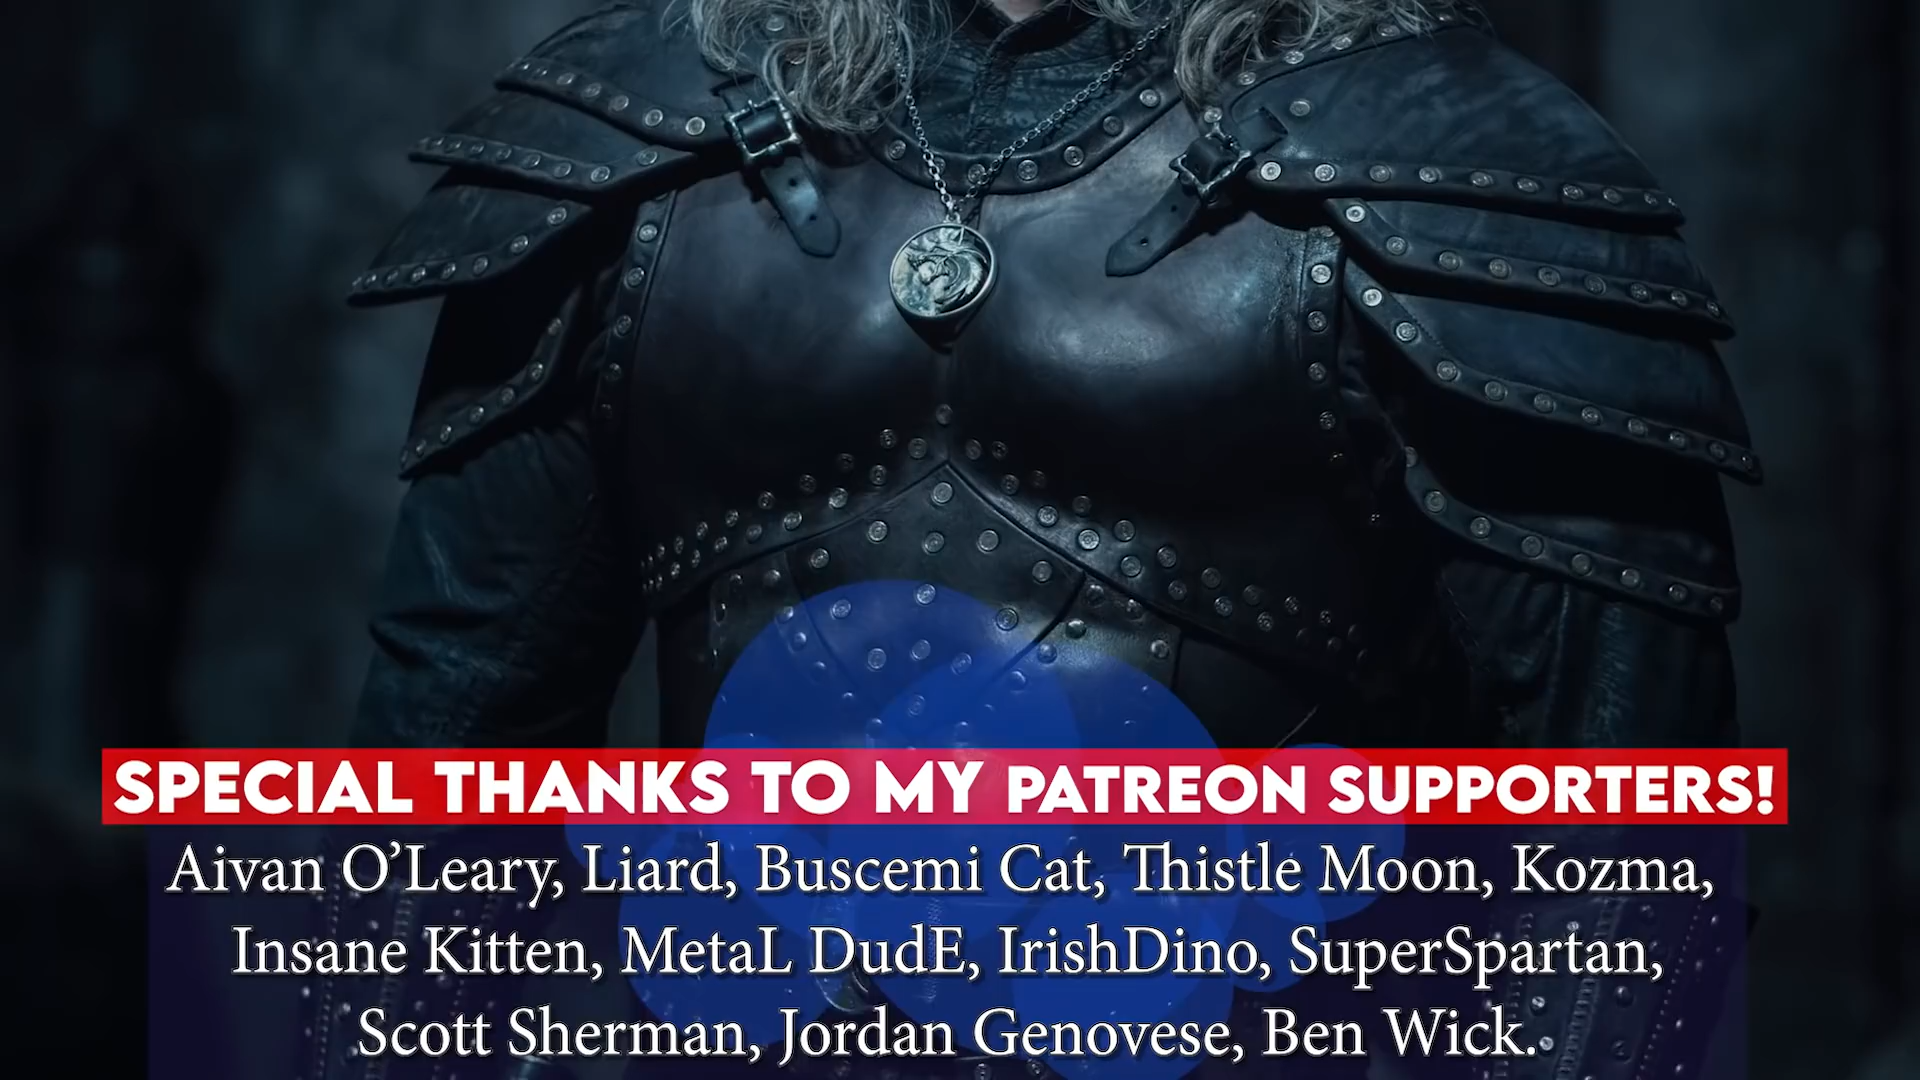 SPECIAL THANKS TO MY PATREON SUPPORTERS!
Aivan O’Leary, Liard, Buscemi Cat, Thistle Moon, Kozma,
Insane Kitten, MetaL DudE, IrishDino, SuperSpartan,
Scott Sherman, Jordan Genovese, Ben Wick.